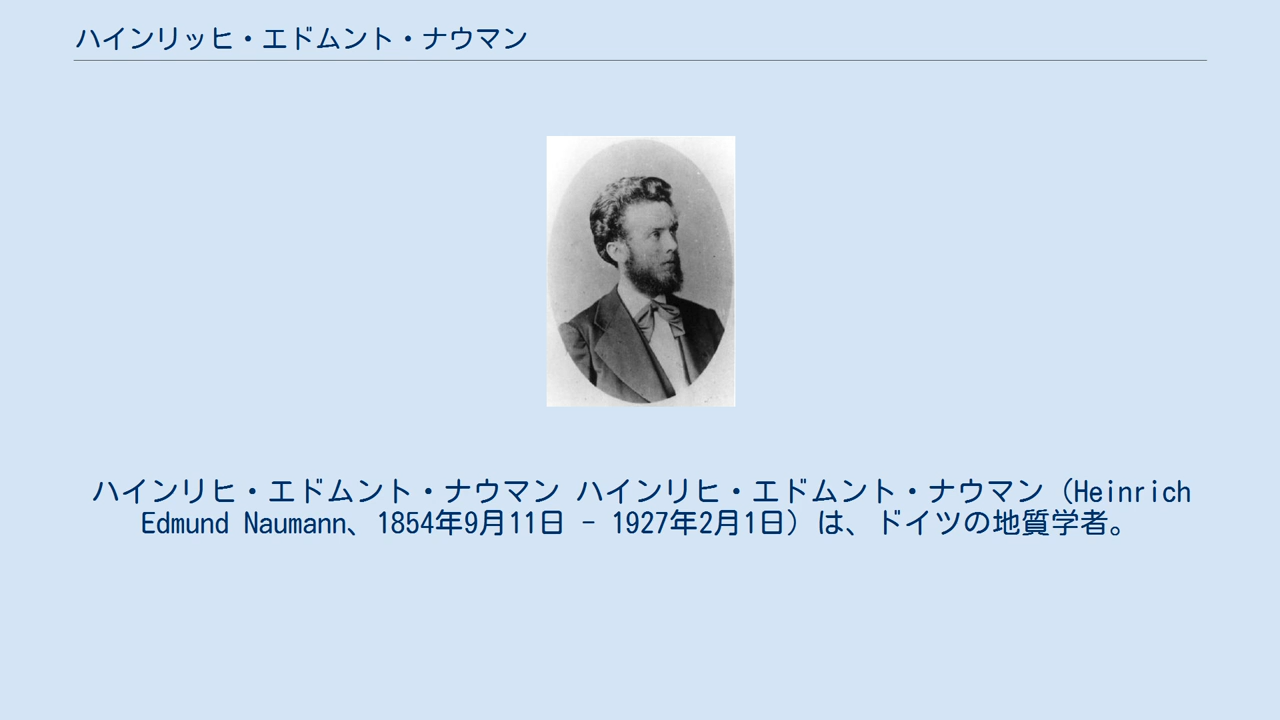 ハインリッヒ・エドムント・ナウマン
ハインリヒ・エドムント・ナウマン ハインリヒ・エドムント・ナウマン（Heinrich
Edmund Naumann、1854年9月11日 - 1927年2月1日）は、ドイツの地質学者。